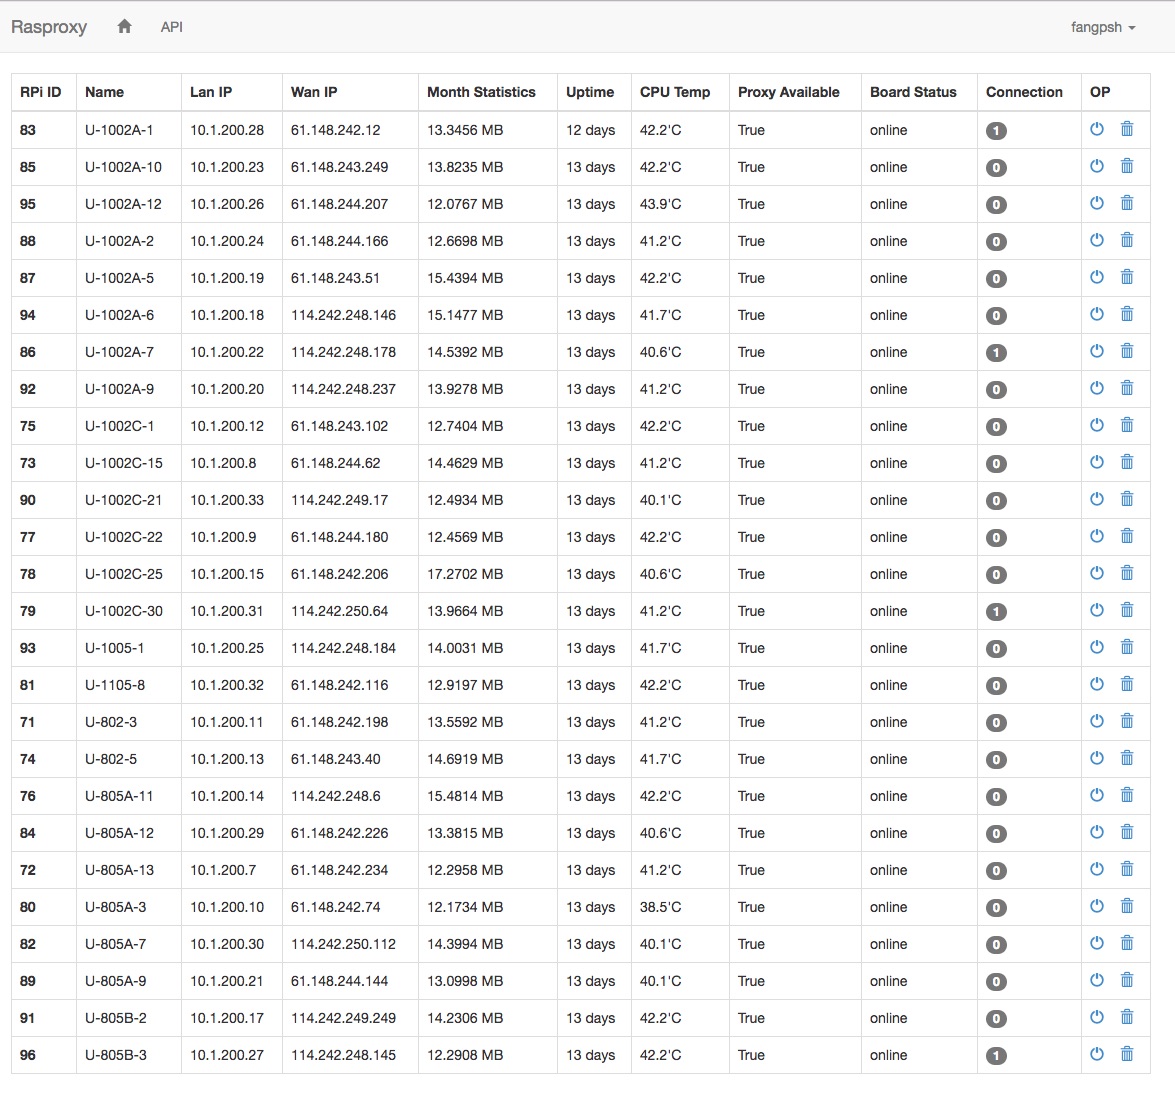 Rasproxy API fangpsh
RPi ID Name Lan IP Wan IP Month Statistics Uptime CPU Temp Proxy Available Board Status Connection OP
83 U-1002A-1 10.1.200.28 61.148.242.12 13.3456 MB 12 days 42.2'C True online 1
85 U-1002A-10 10.1.200.23 61.148.243.249 13.8235 MB 13 days 42.2'C True online 0
95 U-1002A-12 10.1.200.26 61.148.244.207 12.0767 MB 13 days 43.9'C True online 0
88 U-1002A-2 10.1.200.24 61.148.244.166 12.6698 MB 13 days 41.2'C True online 0
87 U-1002A-5 10.1.200.19 61.148.243.51 15.4394 MB 13 days 42.2'C True online 0
94 U-1002A-6 10.1.200.18 114.242.248.146 15.1477 MB 13 days 41.7'C True online 0
86 U-1002A-7 10.1.200.22 114.242.248.178 14.5392 MB 13 days 40.6'C True online 1
92 U-1002A-9 10.1.200.20 114.242.248.237 13.9278 MB 13 days 41.2'C True online 0
75 U-1002C-1 10.1.200.12 61.148.243.102 12.7404 MB 13 days 42.2'C True online 0
73 U-1002C-15 10.1.200.8 61.148.244.62 14.4629 MB 13 days 41.2'C True online 0
90 U-1002C-21 10.1.200.33 114.242.249.17 12.4934 MB 13 days 40.1'C True online 0
77 U-1002C-22 10.1.200.9 61.148.244.180 12.4569 MB 13 days 42.2'C True online 0
78 U-1002C-25 10.1.200.15 61.148.242.206 17.2702 MB 13 days 40.6'C True online 0
79 U-1002C-30 10.1.200.31 114.242.250.64 13.9664 MB 13 days 41.2'C True online 1
93 U-1005-1 10.1.200.25 114.242.248.184 14.0031 MB 13 days 41.7'C True online 0
81 U-1105-8 10.1.200.32 61.148.242.116 12.9197 MB 13 days 42.2'C True online 0
71 U-802-3 10.1.200.11 61.148.242.198 13.5592 MB 13 days 41.2'C True online 0
74 U-802-5 10.1.200.13 61.148.243.40 14.6919 MB 13 days 41.7'C True online 0
76 U-805A-11 10.1.200.14 114.242.248.6 15.4814 MB 13 days 42.2'C True online 0
84 U-805A-12 10.1.200.29 61.148.242.226 13.3815 MB 13 days 40.6'C True online 0
72 U-805A-13 10.1.200.7 61.148.242.234 12.2958 MB 13 days 41.2'C True online 0
80 U-805A-3 10.1.200.10 61.148.242.74 12.1734 MB 13 days 38.5'C True online 0
82 U-805A-7 10.1.200.30 114.242.250.112 14.3994 MB 13 days 40.1'C True online 0
89 U-805A-9 10.1.200.21 61.148.244.144 13.0998 MB 13 days 40.1'C True online 0
91 U-805B-2 10.1.200.17 114.242.249.249 14.2306 MB 13 days 42.2'C True online 0
96 U-805B-3 10.1.200.27 114.242.248.145 12.2908 MB 13 days 42.2'C True online 1